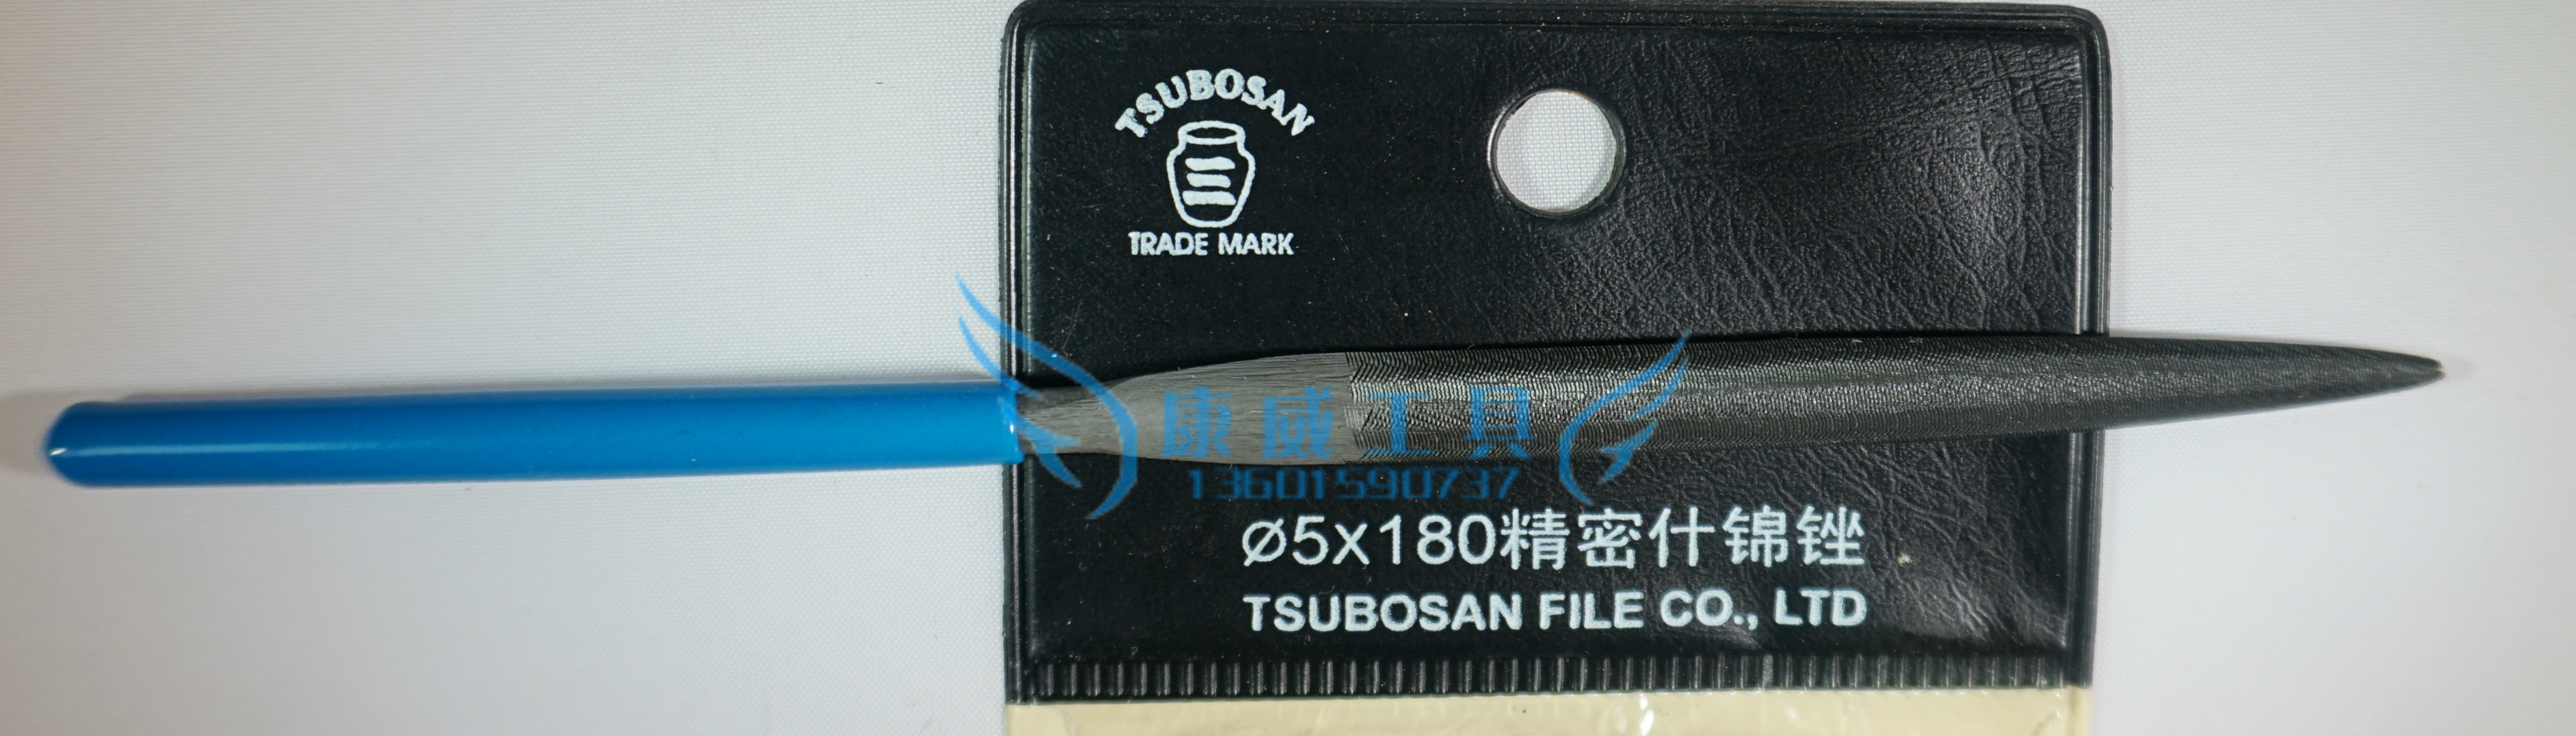 TSUBOSAN
三
TRADE MARK
康威工具
13601590737
Ø5X180精密什锦锉
TSUBOSAN FILE CO., LTD